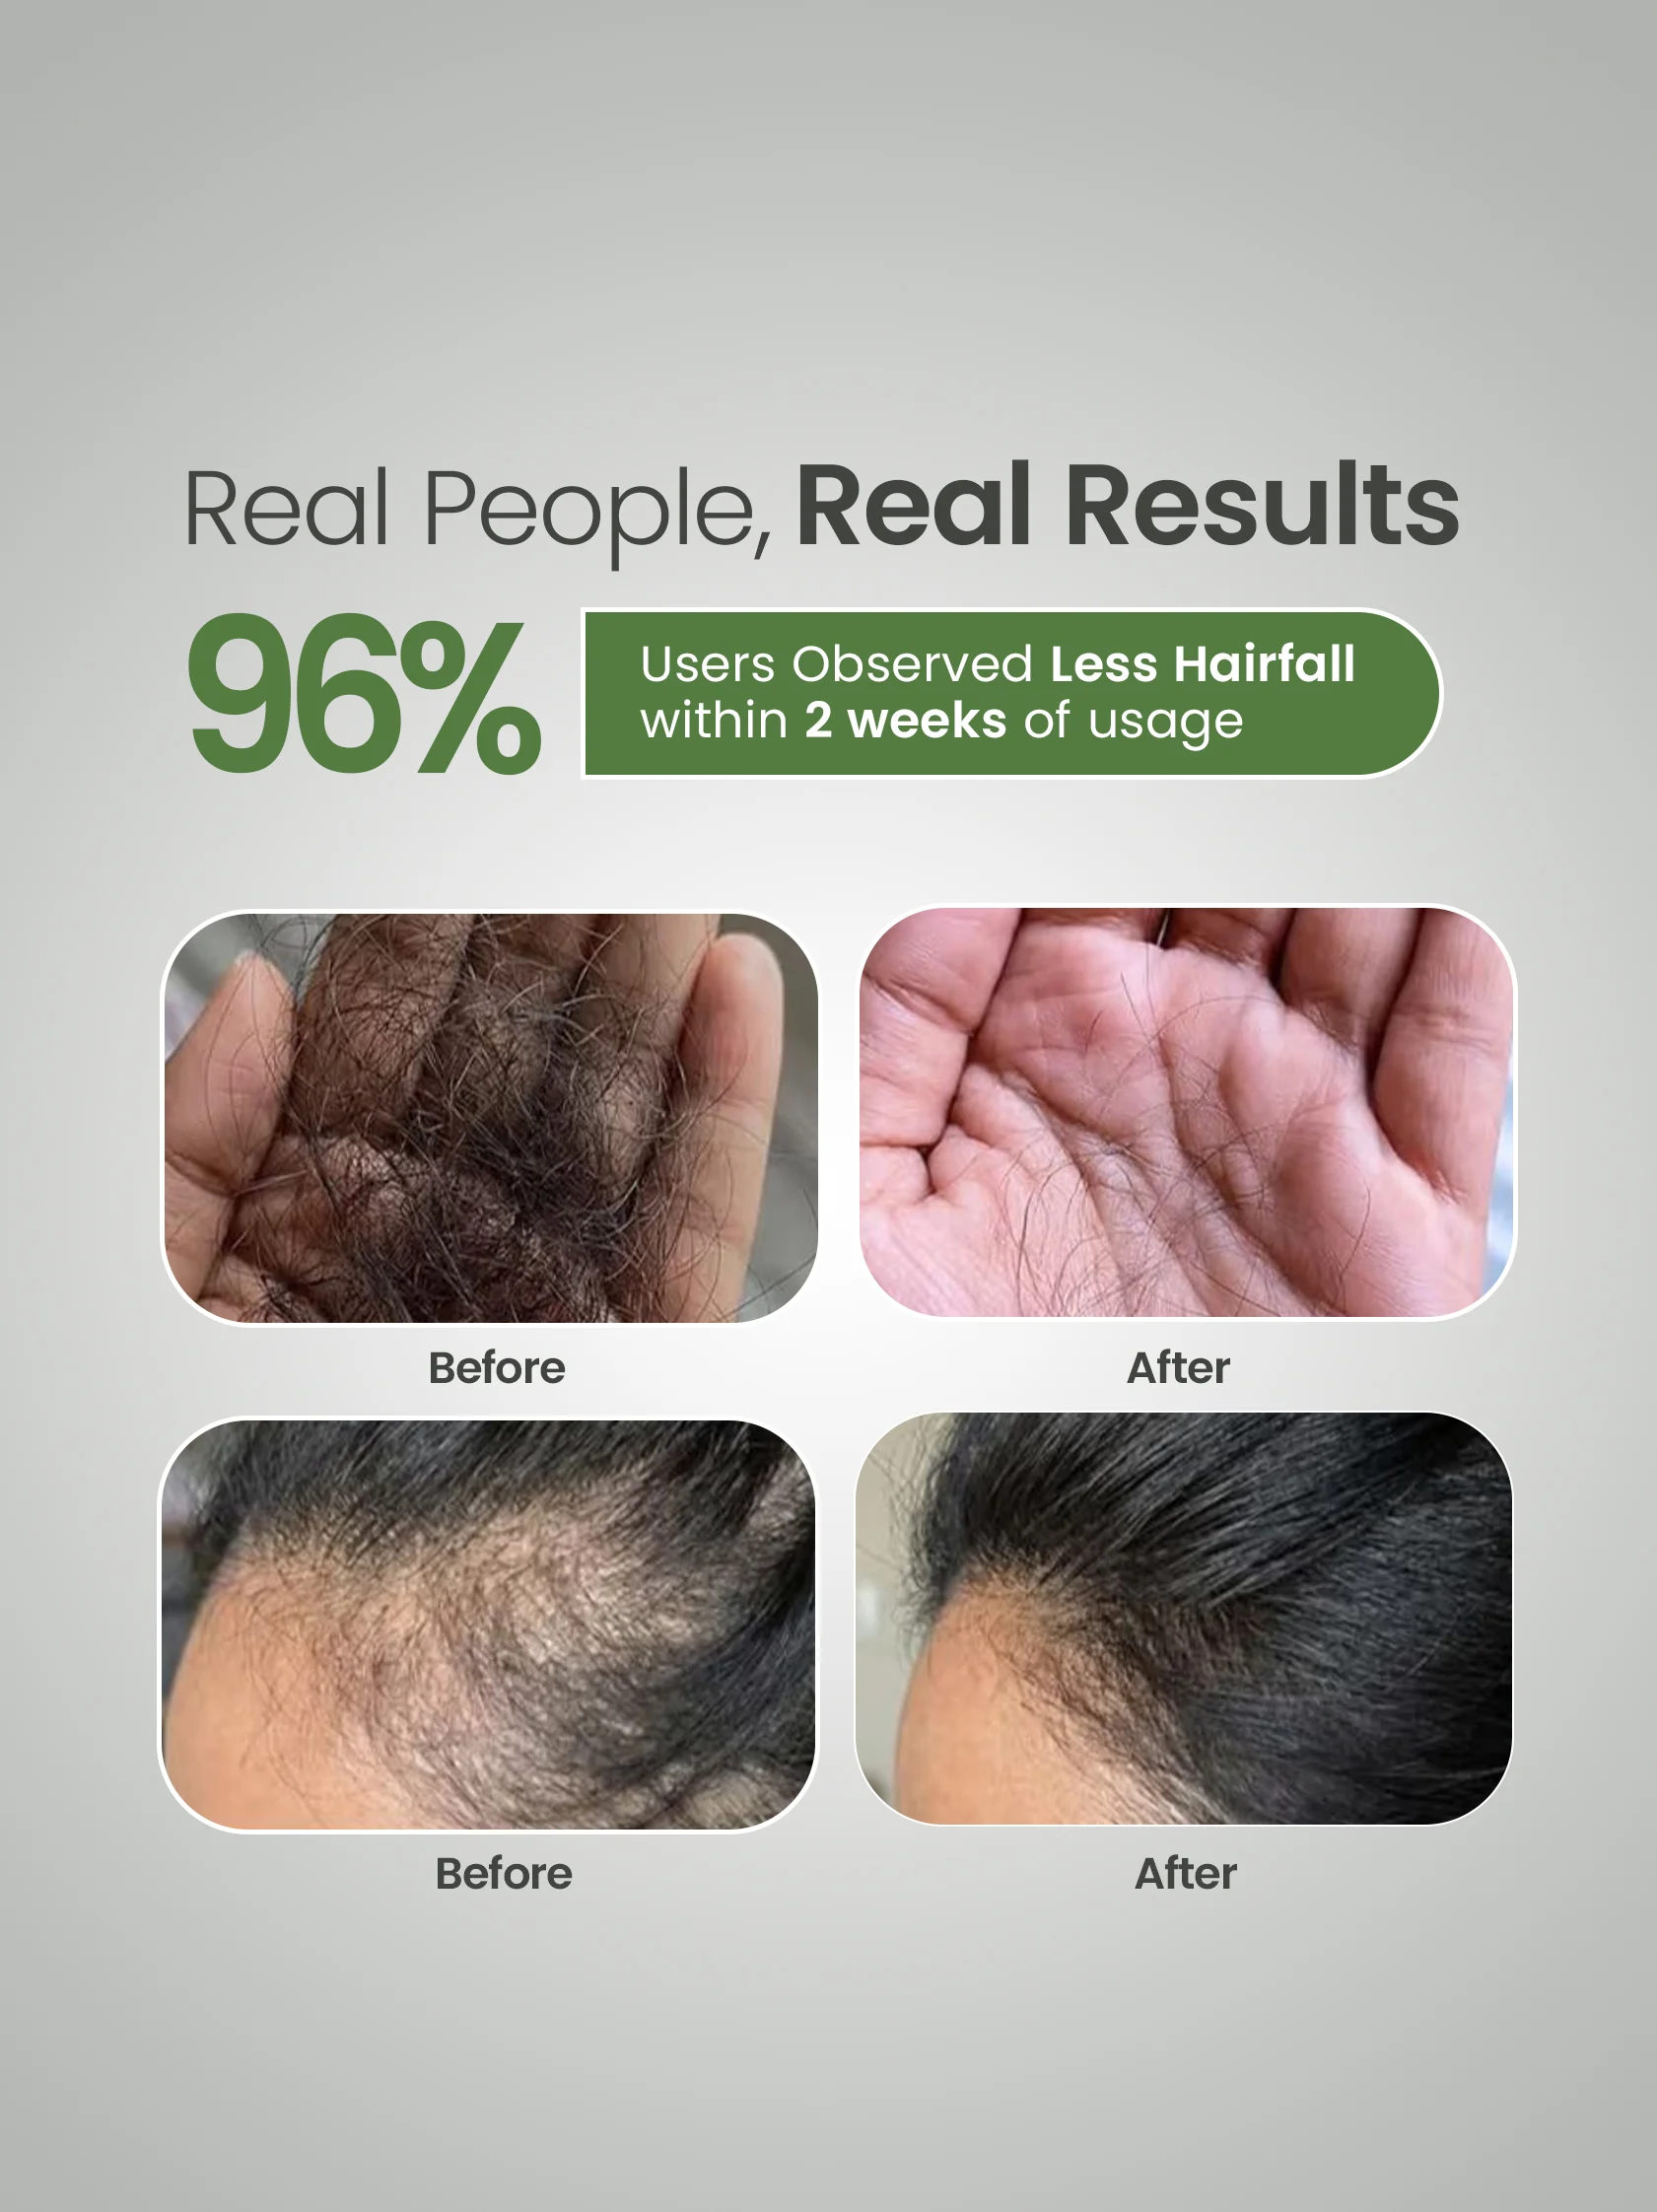 Real People, Real Results
96%
Users Observed Less Hairfall
within 2 weeks of usage
Before
After
Before
After